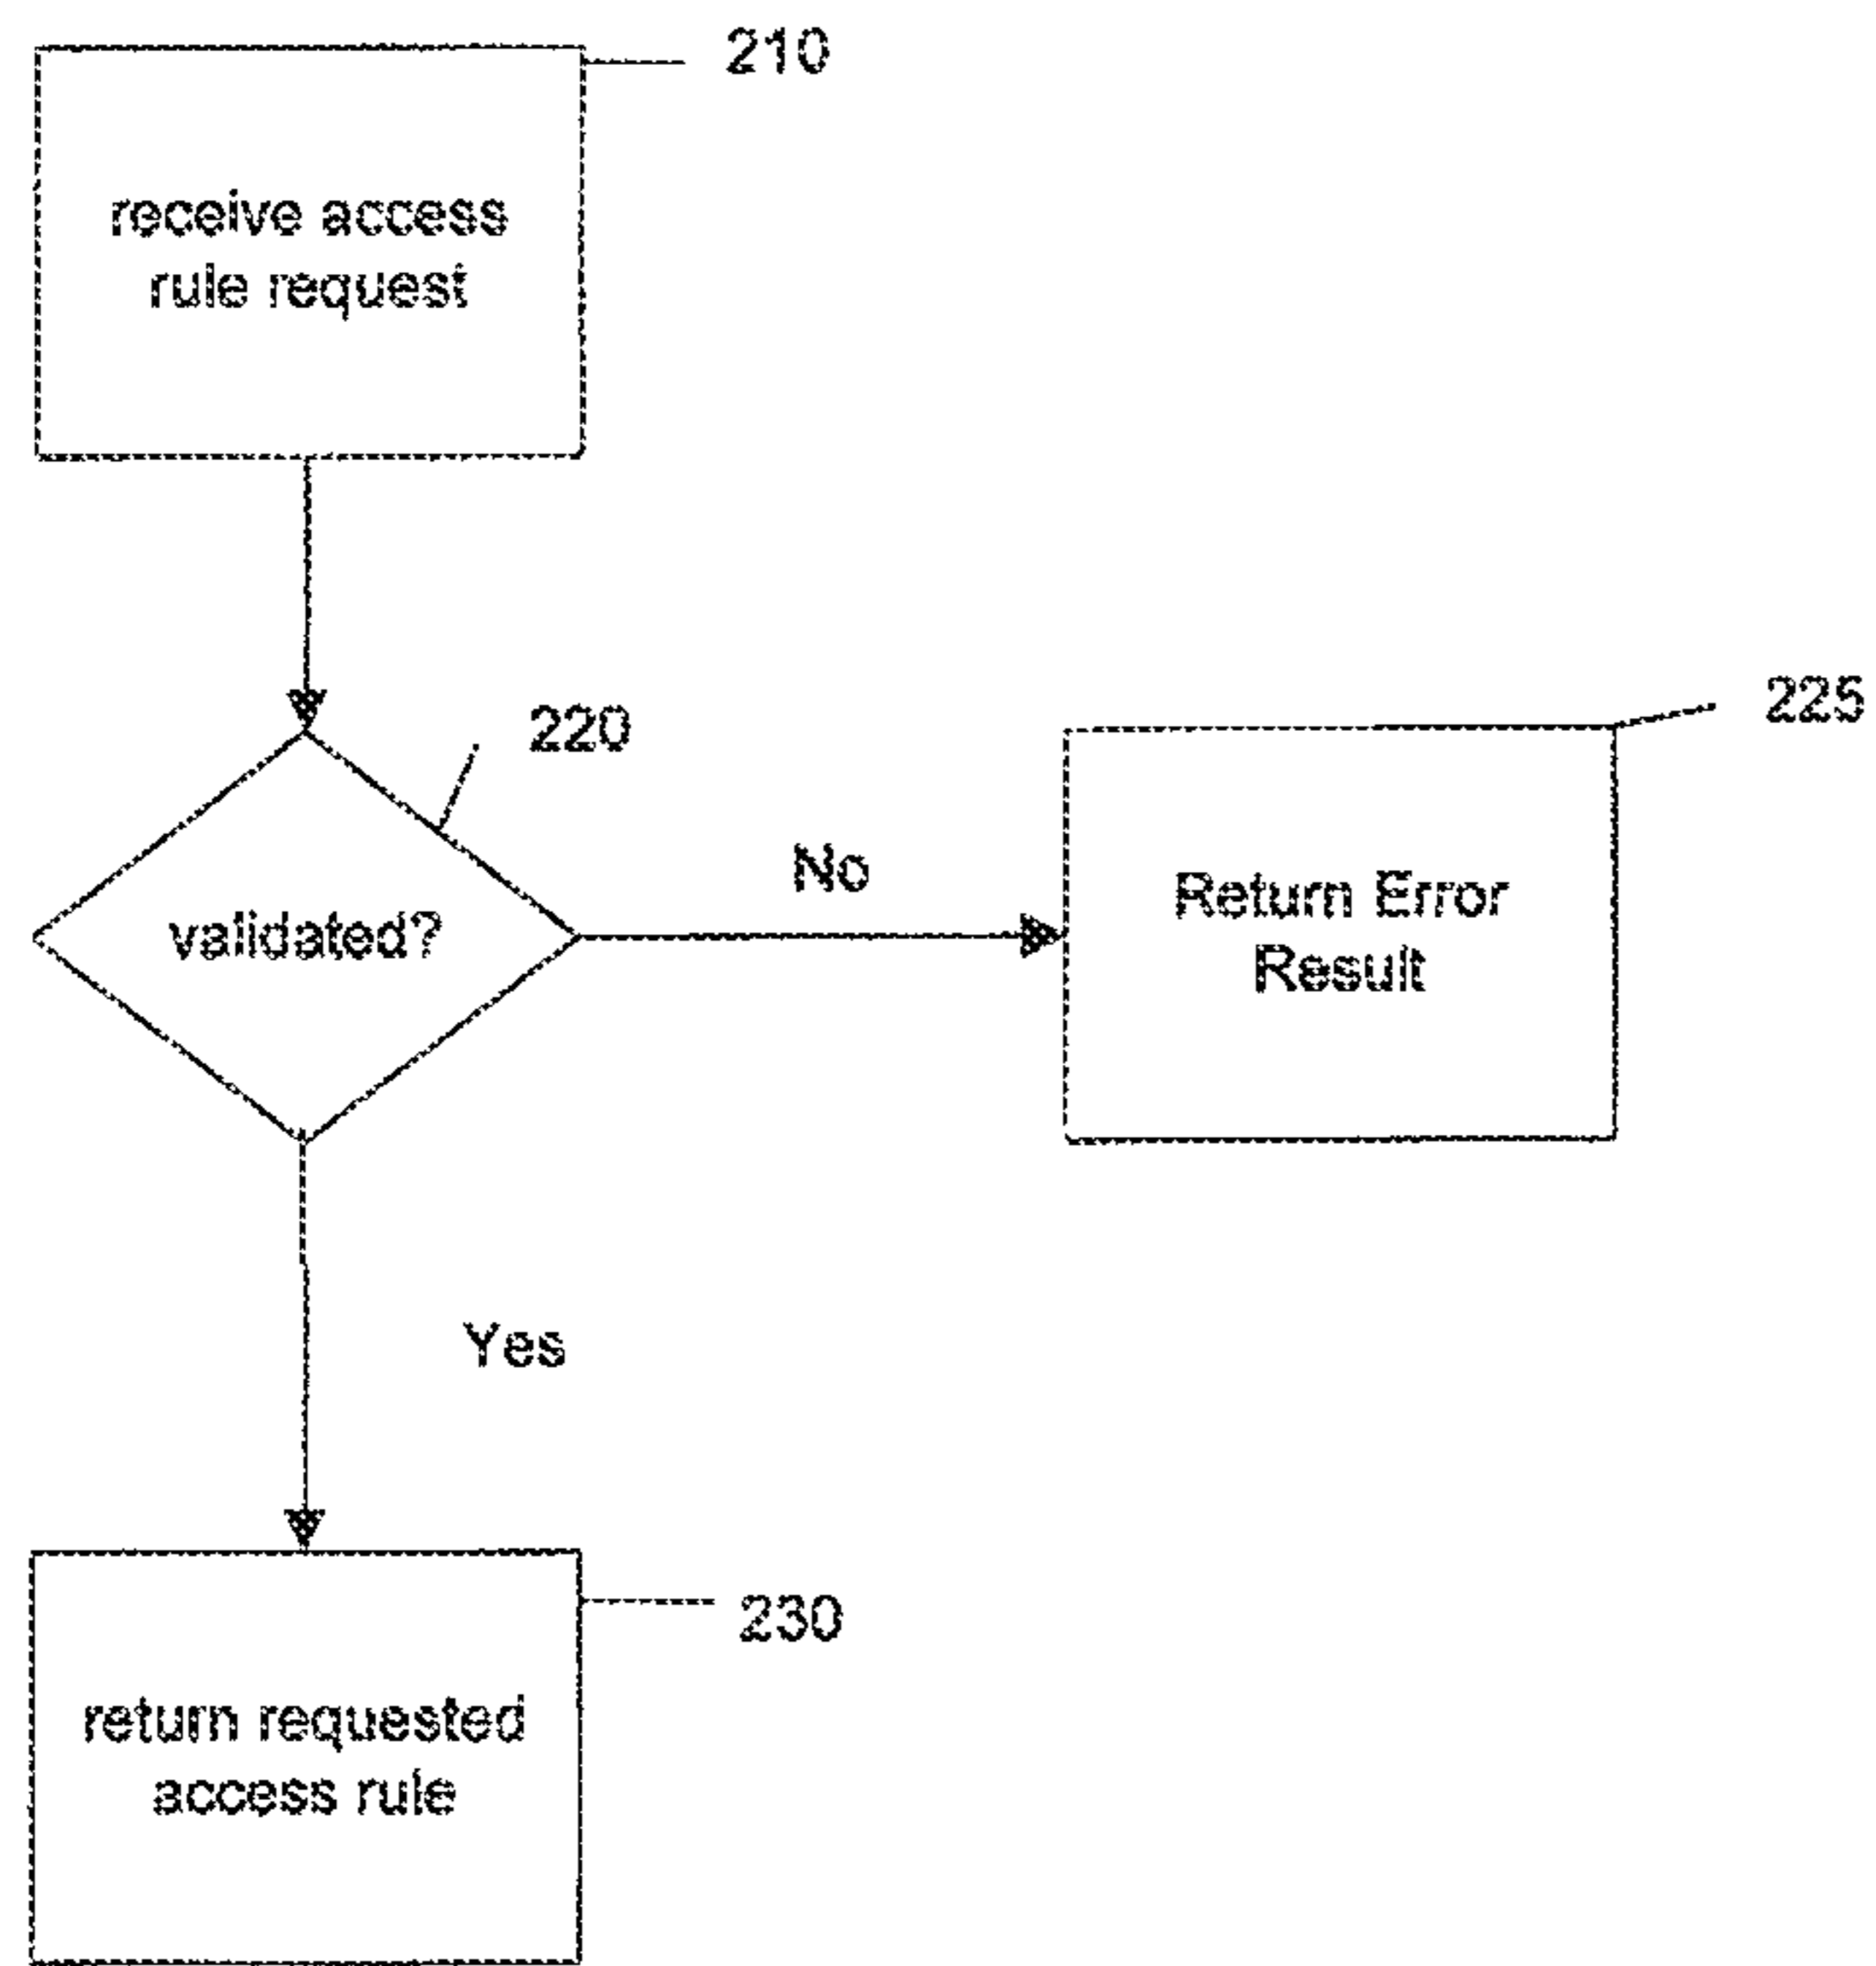 210
receive access
rule request
220
225
validated?
No
Return Error
Result
Yes
230
return requested
access rule